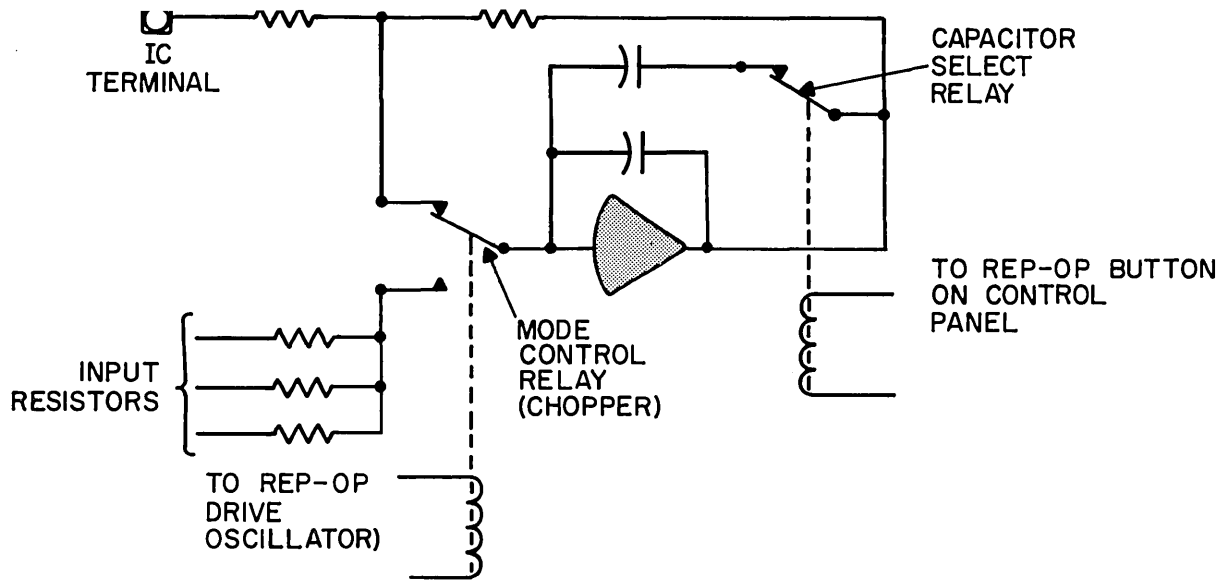 IC
TERMINAL
CAPACITOR
SELECT
RELAY
TO REP-OP BUTTON
ON CONTROL
PANEL
MODE
CONTROL
RELAY
(CHOPPER)
INPUT
RESISTORS
TO REP-OP
DRIVE
OSCILLATOR)